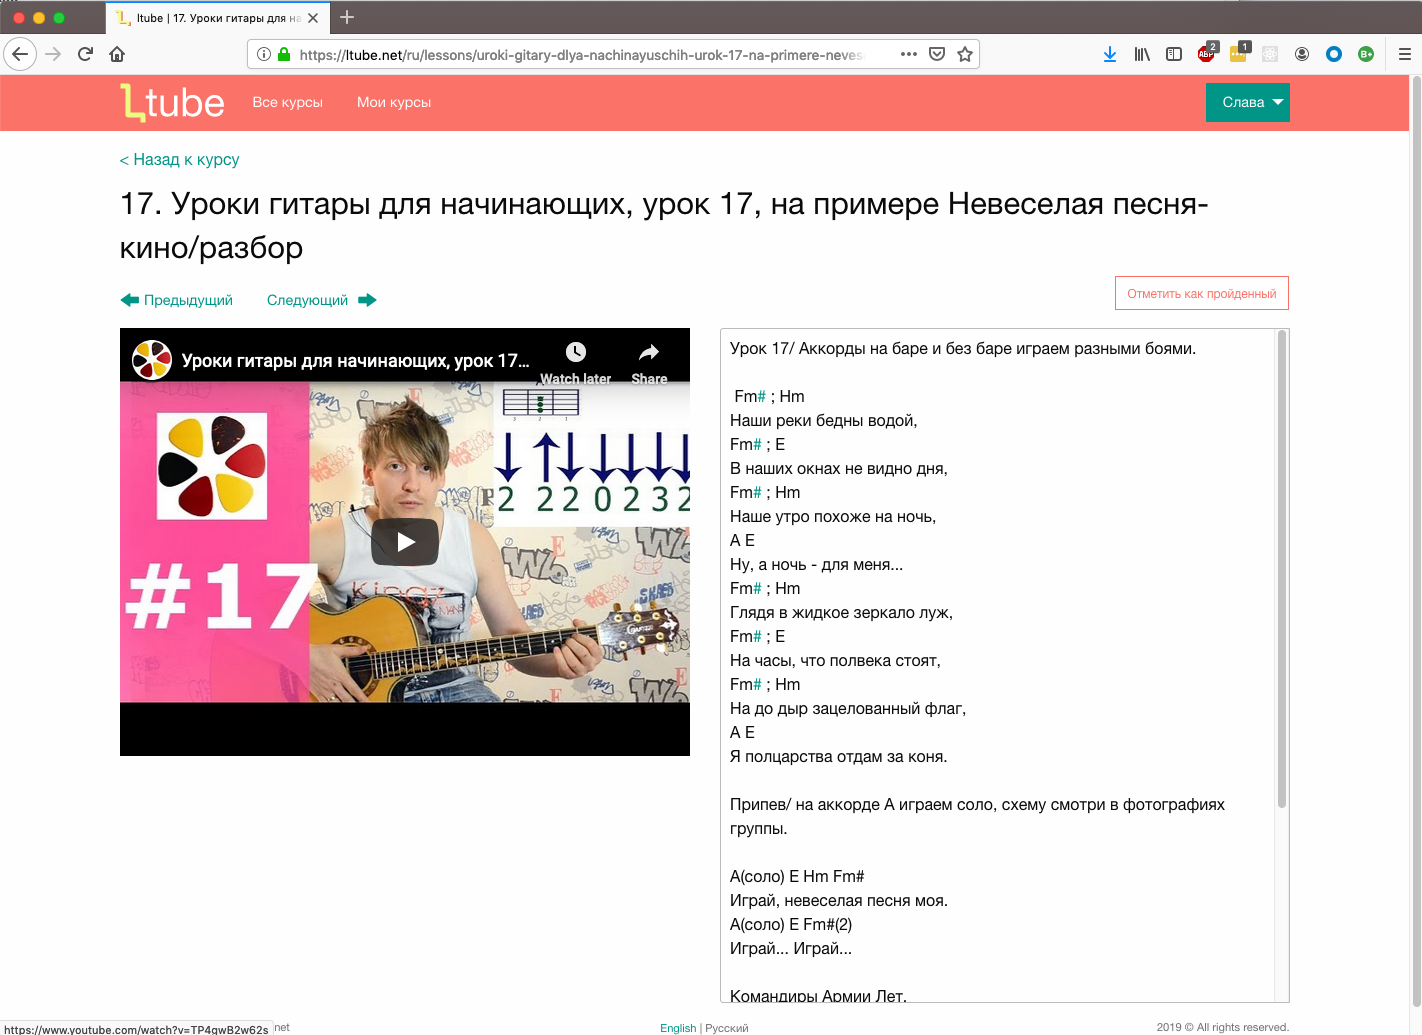 ltube | 17. Уроки гитары для на
https://ltube.net/ru/lessons/uroki-gitary-dlya-nachinayuschih-urok-17-na-primere-neves
ABP
2
1
B+
Ltube
Все курсы
Мои курсы
Слава
< Назад к курсу
17. Уроки гитары для начинающих, урок 17, на примере Невеселая песня-
кино/разбор
Предыдущий
Следующий
Отметить как пройденный
Уроки гитары для начинающих, урок 17...
Watch later
Share
3 2 1
2 2 2 0 2 3 2
#17
Урок 17/ Аккорды на баре и без баре играем разными боями.
Fm# ; Hm
Наши реки бедны водой,
Fm# ; E
В наших окнах не видно дня,
Fm# ; Hm
Наше утро похоже на ночь,
A E
Ну, а ночь - для меня...
Fm# ; Hm
Глядя в жидкое зеркало луж,
Fm# ; E
На часы, что полвека стоят,
Fm# ; Hm
На до дыр зацелованный флаг,
A E
Я полцарства отдам за коня.
Припев/ на аккорде А играем соло, схему смотри в фотографиях
группы.
A(соло) E Hm Fm#
Играй, невеселая песня моя.
A(соло) E Fm#(2)
Играй... Играй...
Командиры Армии Лет,
https://www.youtube.com/watch?v=TP4gwB2w62s
net
English | Русский
2019 © All rights reserved.